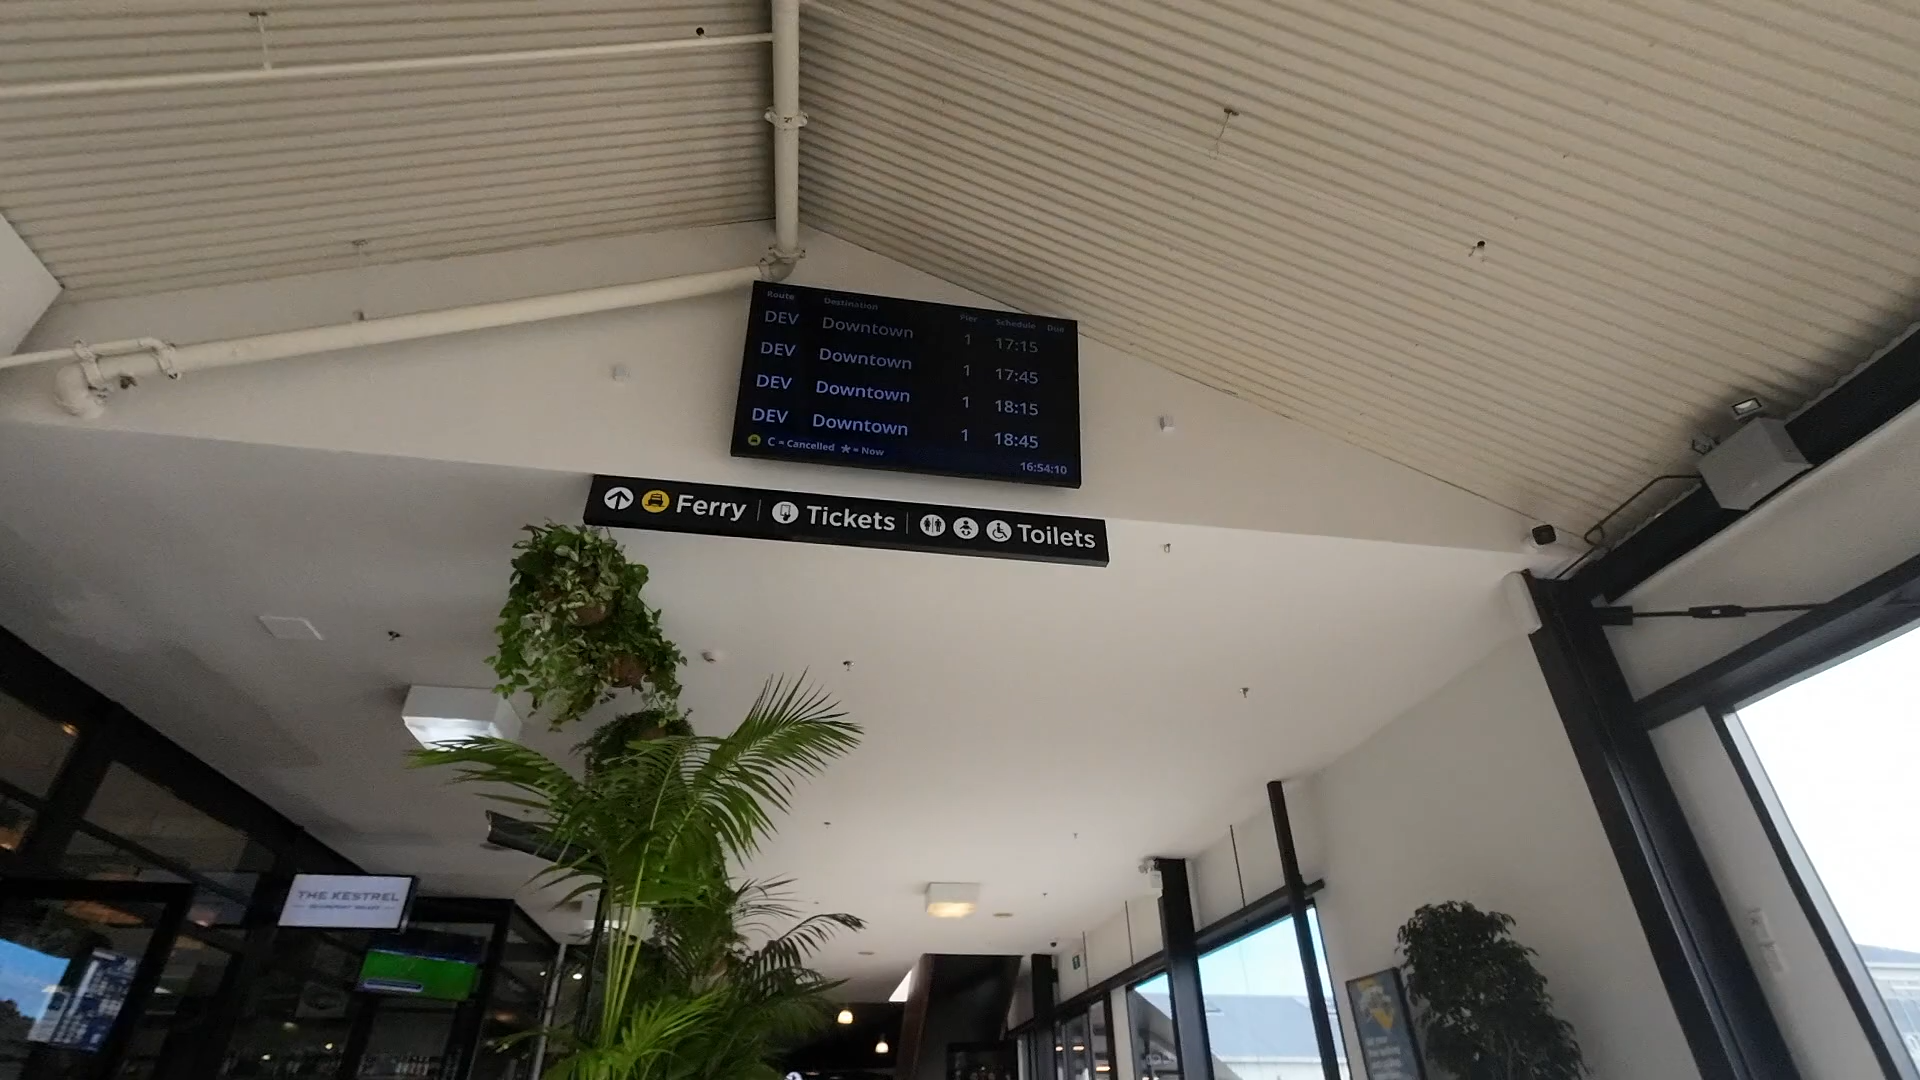 Route Destination Pier Schedule Due
DEV Downtown 1 17:15
DEV Downtown 1 17:45
DEV Downtown 1 18:15
DEV Downtown 1 18:45
C = Cancelled * = Now 16:54:10
Ferry | Tickets | Toilets
THE KESTREL